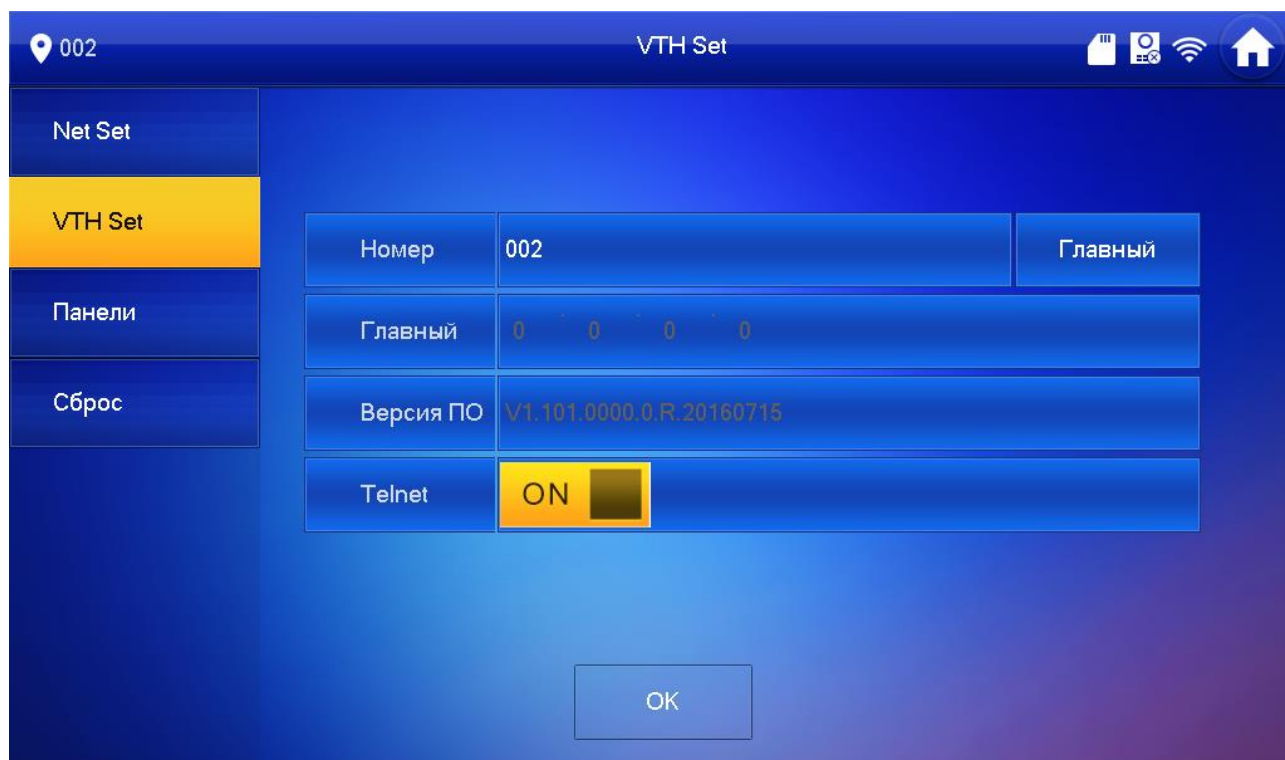 002
VTH Set
Net Set
VTH Set
Панели
Сброс
Номер 002 Главный
Главный 0 . 0 . 0 . 0
Версия ПО V1.101.0000.0.R.20160715
Telnet ON
OK